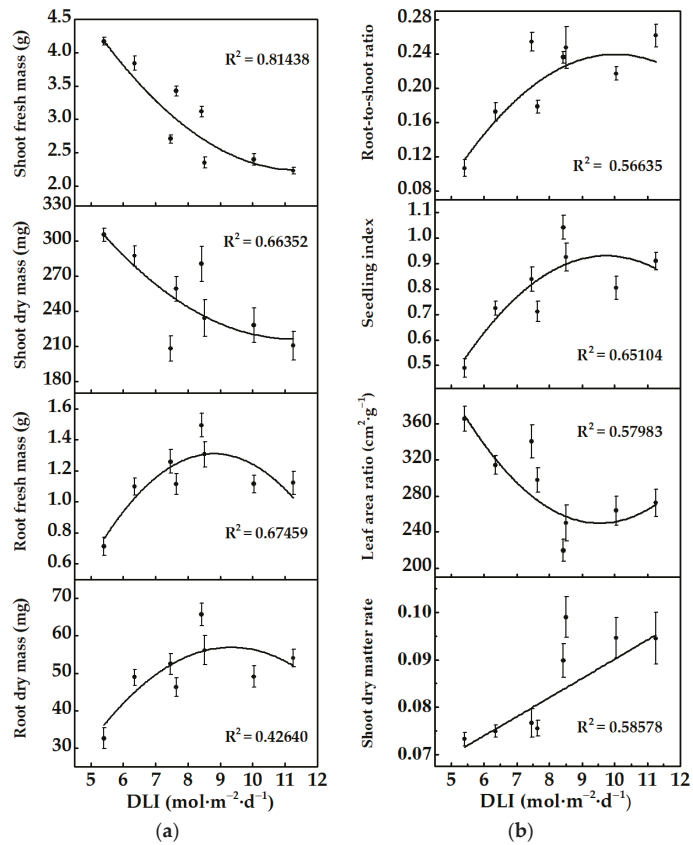 Shoot fresh mass (g)
4.5
4.0
3.5
3.0
2.5
2.0
R² = 0.81438
Shoot dry mass (mg)
330
300
270
240
210
180
R² = 0.66352
Root fresh mass (g)
1.6
1.4
1.2
1.0
0.8
0.6
R² = 0.67459
Root dry mass (mg)
70
60
50
40
30
R² = 0.42640
5 6 7 8 9 10 11 12
DLI (mol·m⁻²·d⁻¹)
(a)
Root-to-shoot ratio
0.28
0.24
0.20
0.16
0.12
0.08
R² = 0.56635
Seedling index
1.1
1.0
0.9
0.8
0.7
0.6
0.5
R² = 0.65104
Leaf area ratio (cm²·g⁻¹)
360
320
280
240
200
R² = 0.57983
Shoot dry matter rate
0.10
0.09
0.08
0.07
R² = 0.58578
5 6 7 8 9 10 11 12
DLI (mol·m⁻²·d⁻¹)
(b)